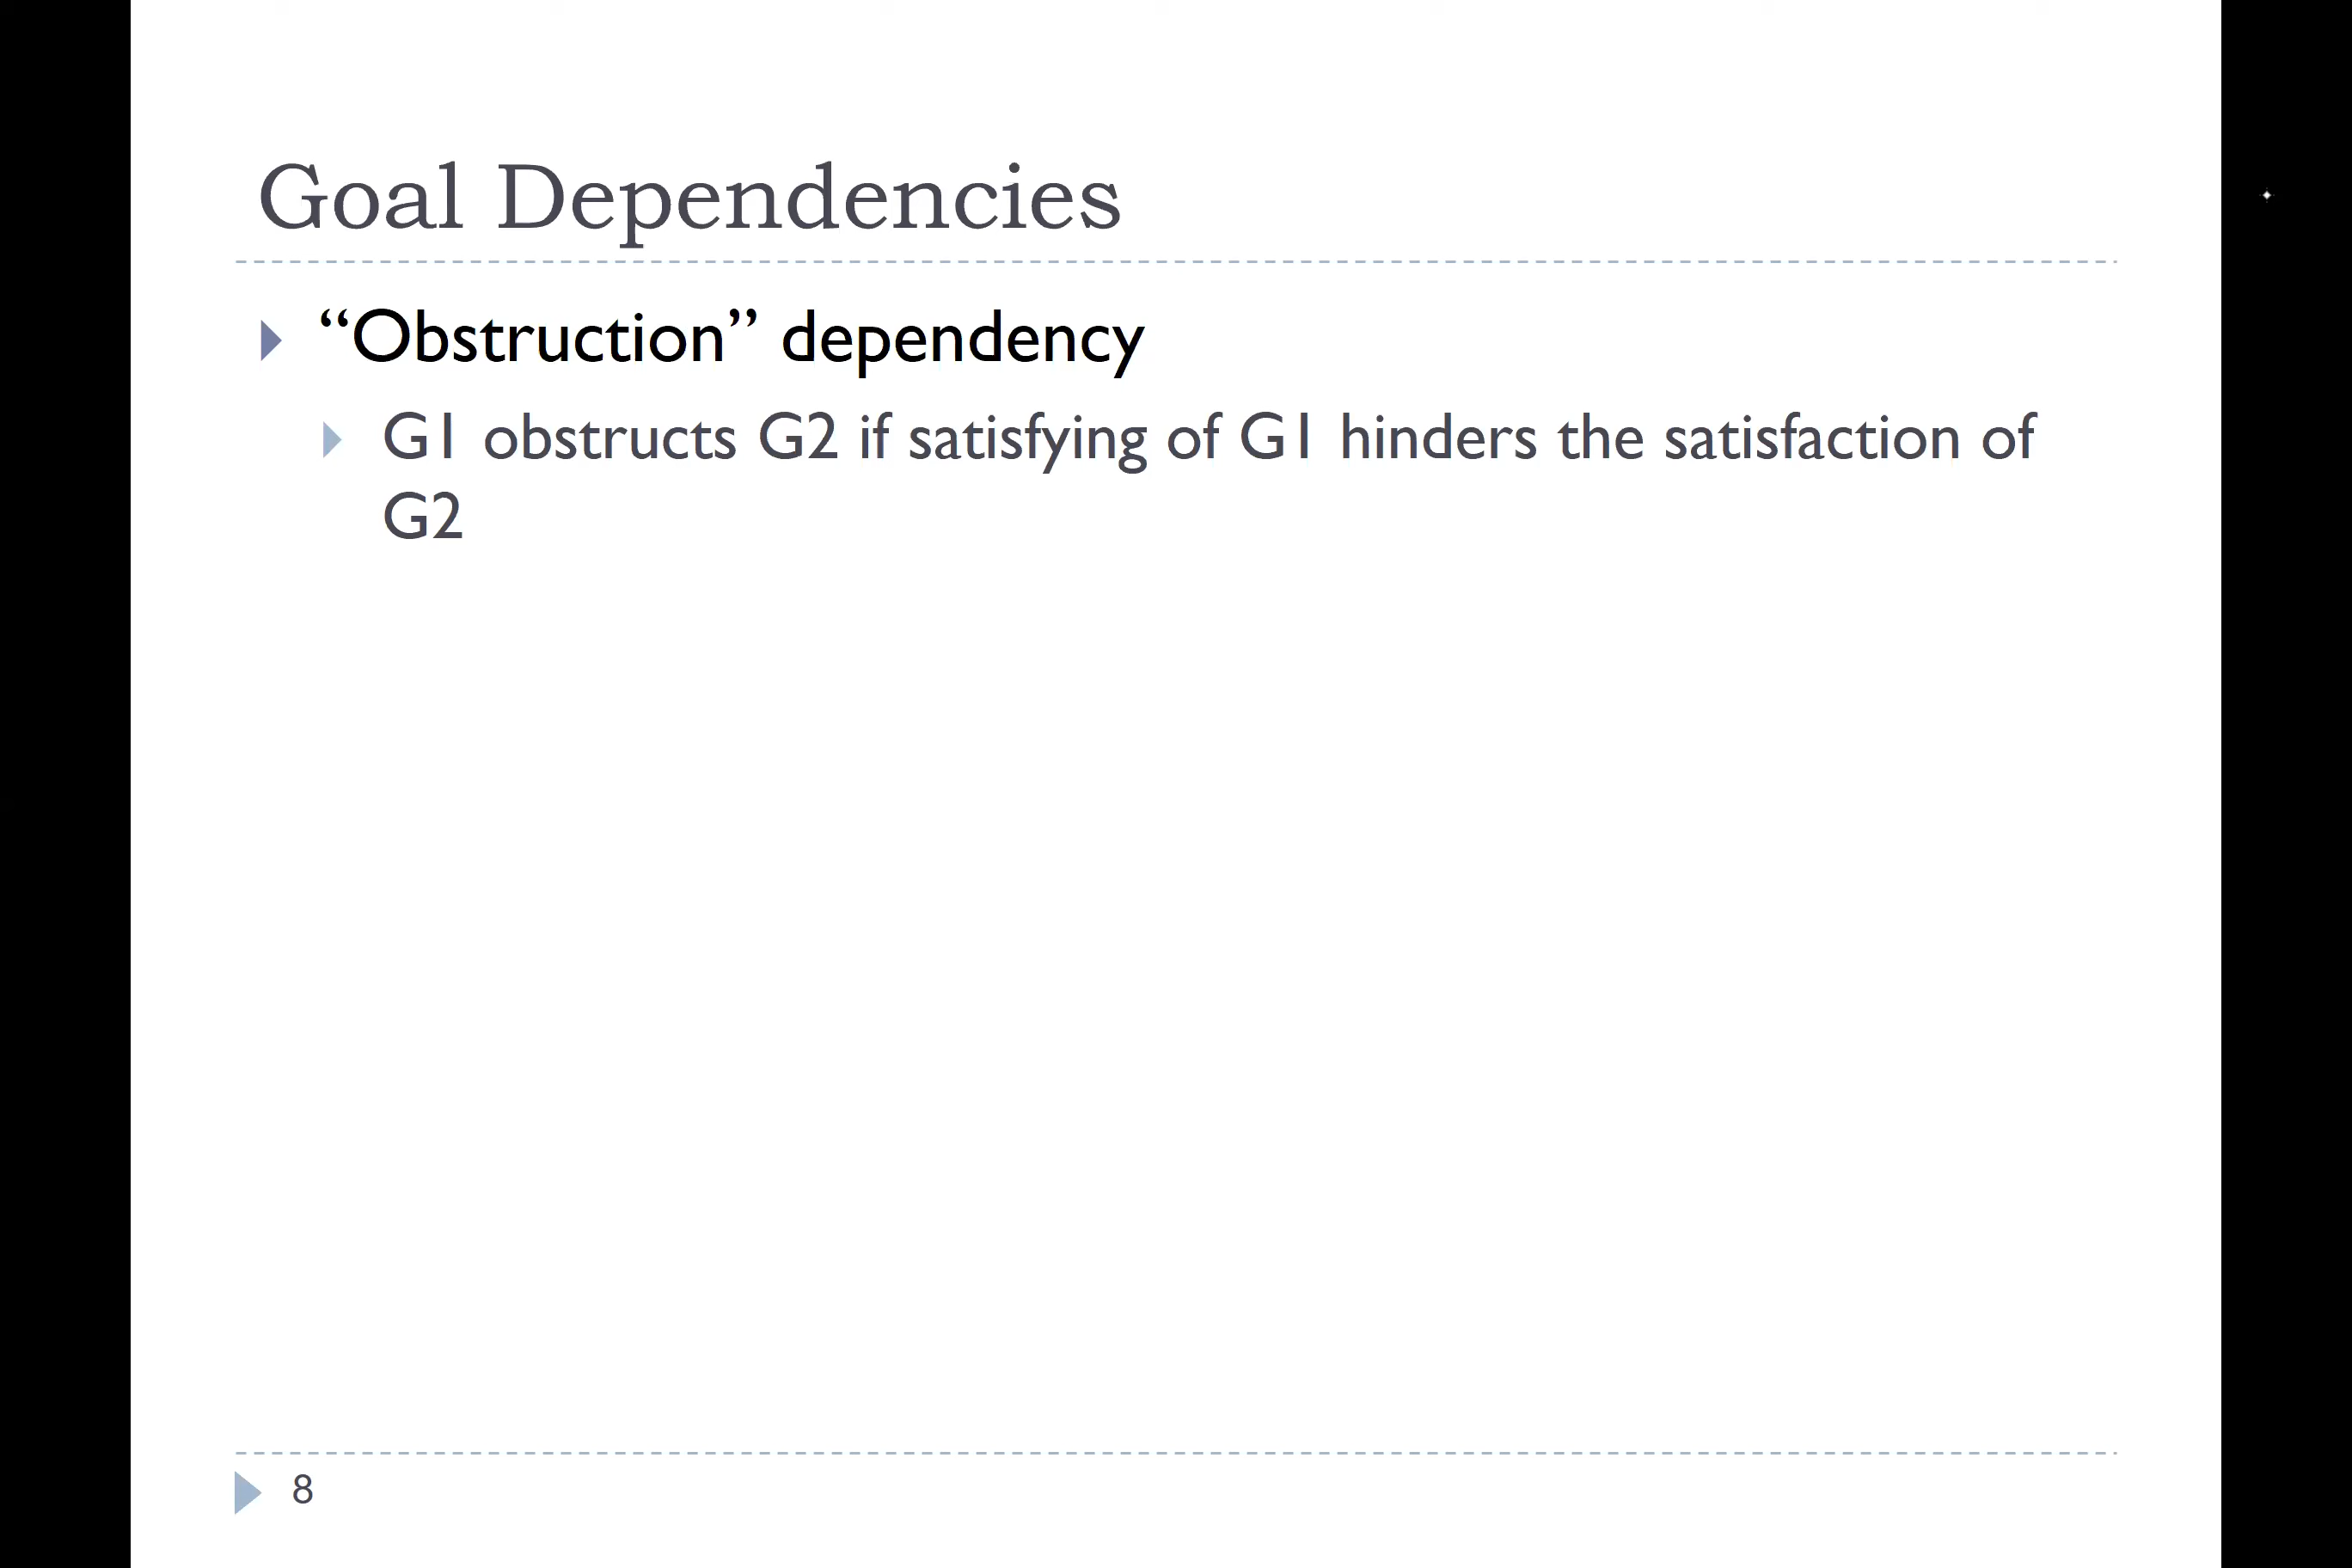 Goal Dependencies
“Obstruction” dependency
G1 obstructs G2 if satisfying of G1 hinders the satisfaction of
G2
8